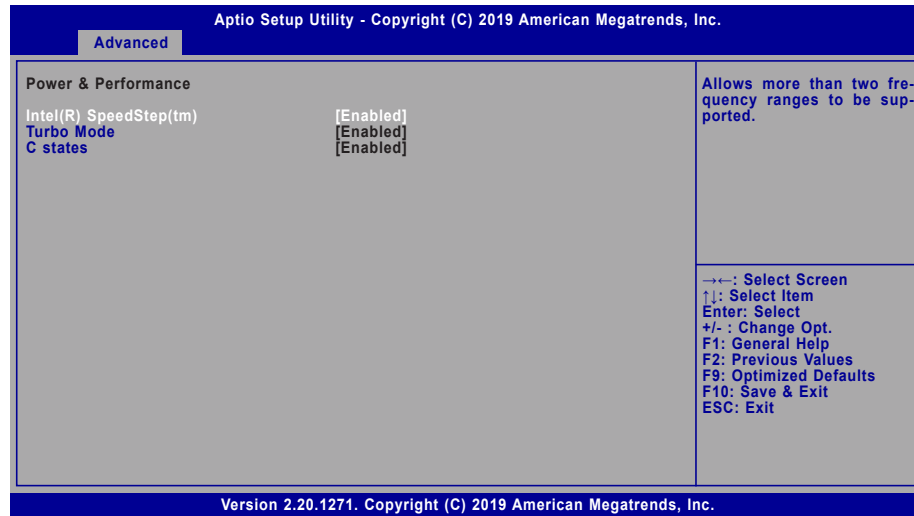 Aptio Setup Utility - Copyright (C) 2019 American Megatrends, Inc.
Advanced
Power & Performance
Intel(R) SpeedStep(tm) [Enabled]
Turbo Mode [Enabled]
C states [Enabled]
Allows more than two fre-
quency ranges to be sup-
ported.
→←: Select Screen
↑↓: Select Item
Enter: Select
+/- : Change Opt.
F1: General Help
F2: Previous Values
F9: Optimized Defaults
F10: Save & Exit
ESC: Exit
Version 2.20.1271. Copyright (C) 2019 American Megatrends, Inc.